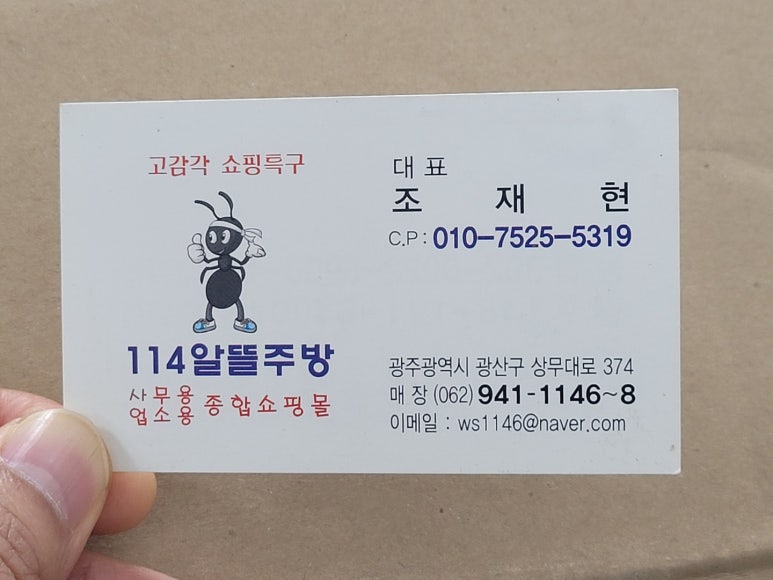 고감각 쇼핑특구
114알뜰주방
사무용
업소용 종합쇼핑몰
대표
조재현
C.P : 010-7525-5319
광주광역시 광산구 상무대로 374
매장 (062) 941-1146~8
이메일 : ws1146@naver.com